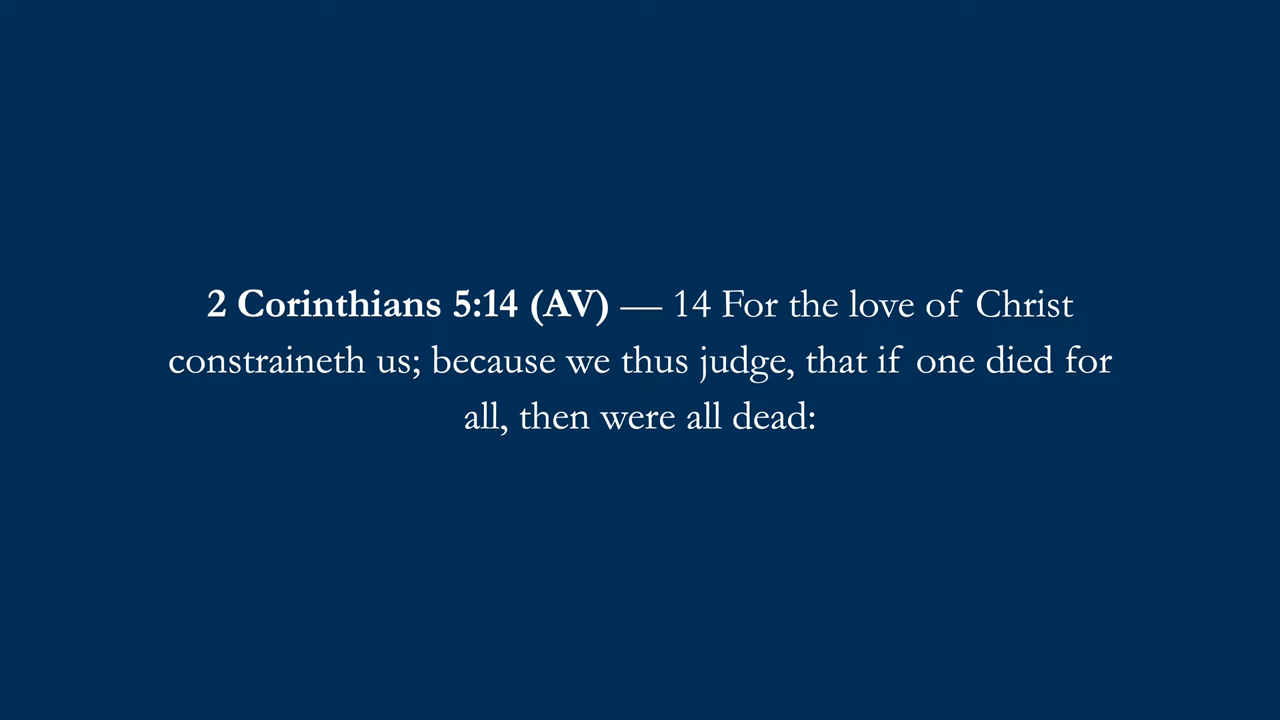 2 Corinthians 5:14 (AV) — 14 For the love of Christ
constraineth us; because we thus judge, that if one died for
all, then were all dead: